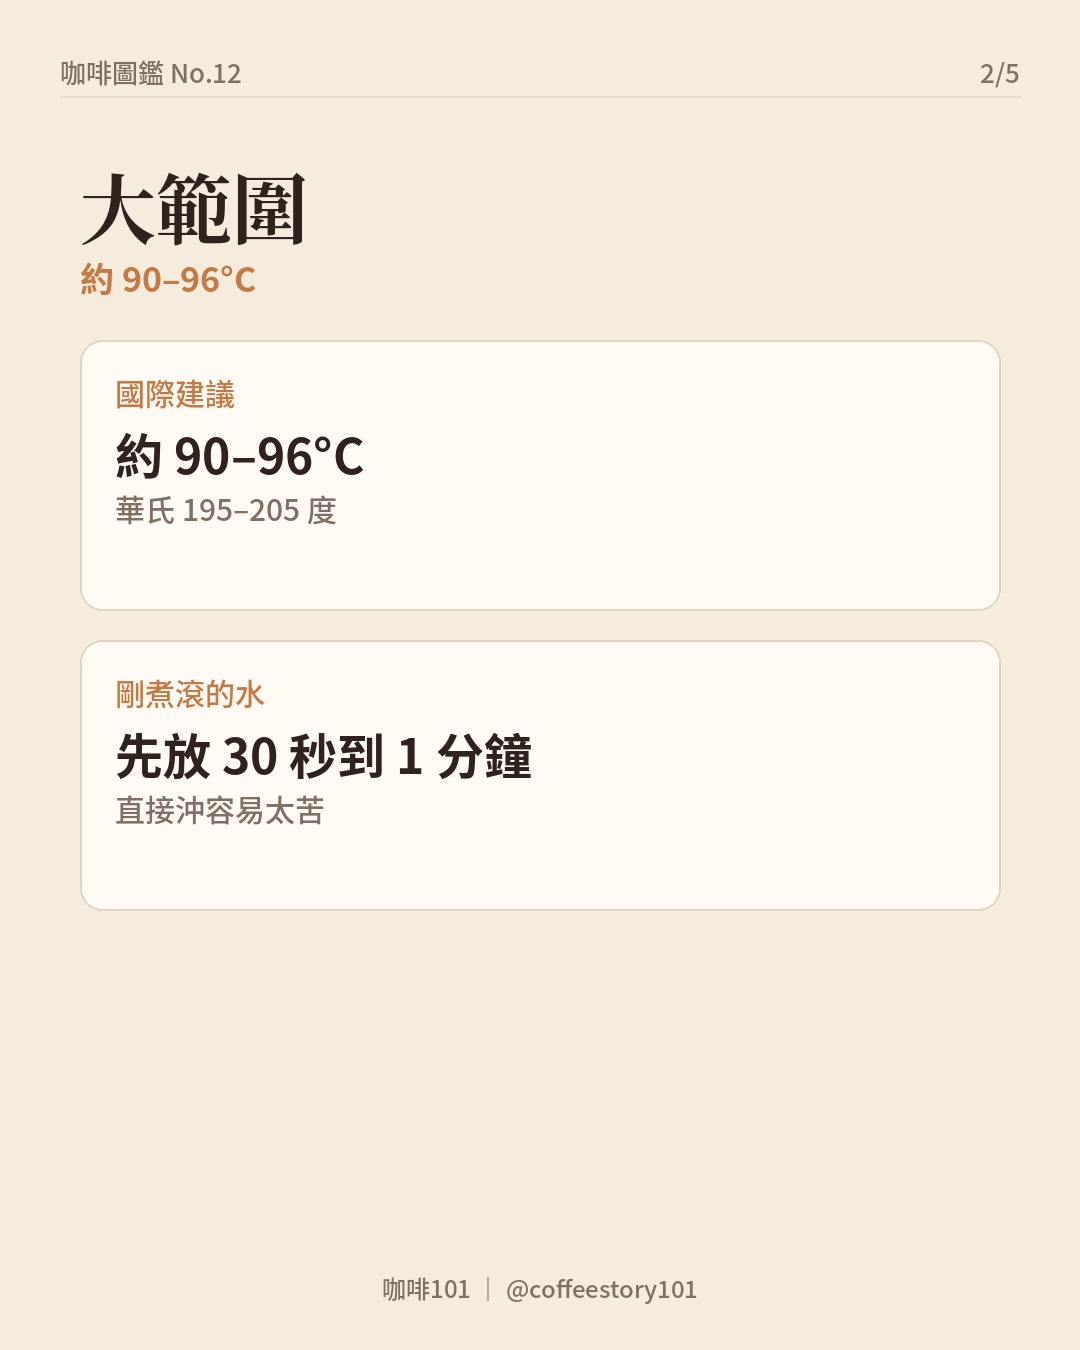 咖啡圖鑑 No.12
2/5
大範圍
約 90–96°C
國際建議
約 90–96°C
華氏 195–205 度
剛煮滾的水
先放 30 秒到 1 分鐘
直接沖容易太苦
咖啡101 ｜ @coffeestory101